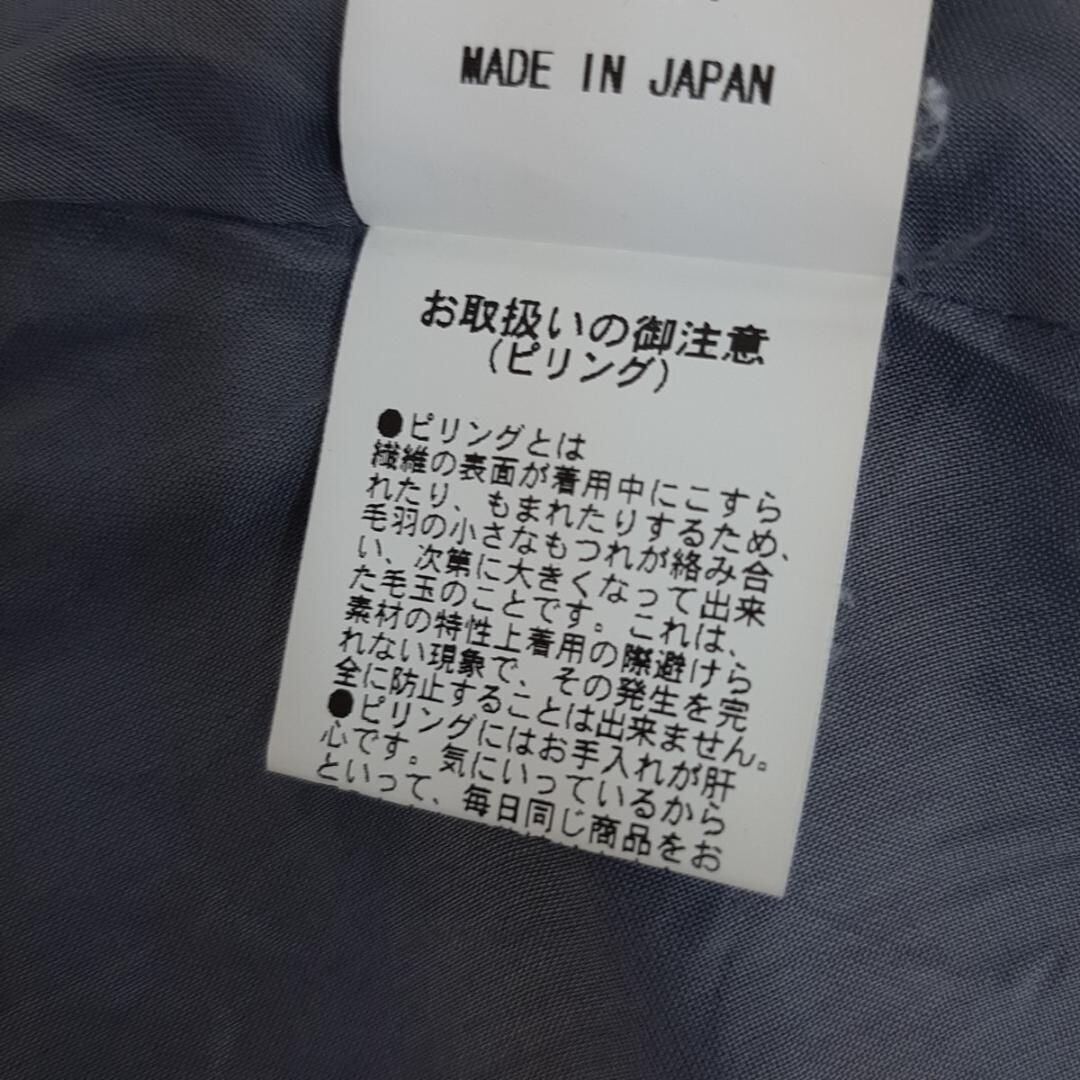 MADE IN JAPAN
お取扱いの御注意
(ピリング)
●ピリングとは
繊維の表面が着用中にこすら
れたり、もまれたりするため、
毛羽の小さなもつれが絡み合
い、次第に大きくなって出来
た毛玉のことです。これは、
素材の特性上着用の際避けら
れない現象で、その発生を完
全に防止することは出来ません。
●ピリングにはお手入れが肝
心です。気にいっているから
といって、毎日同じ商品をお